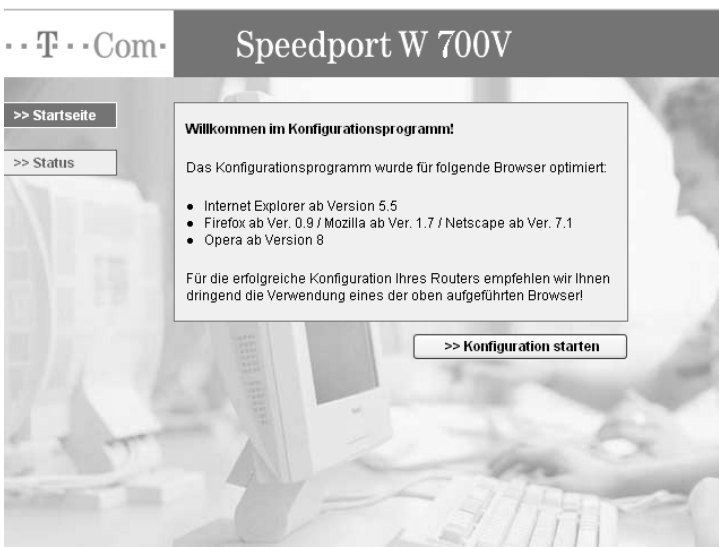 ··T··Com·
Speedport W 700V
>> Startseite
>> Status
Willkommen im Konfigurationsprogramm!
Das Konfigurationsprogramm wurde für folgende Browser optimiert:
● Internet Explorer ab Version 5.5
● Firefox ab Ver. 0.9 / Mozilla ab Ver. 1.7 / Netscape ab Ver. 7.1
● Opera ab Version 8
Für die erfolgreiche Konfiguration Ihres Routers empfehlen wir Ihnen
dringend die Verwendung eines der oben aufgeführten Browser!
>> Konfiguration starten